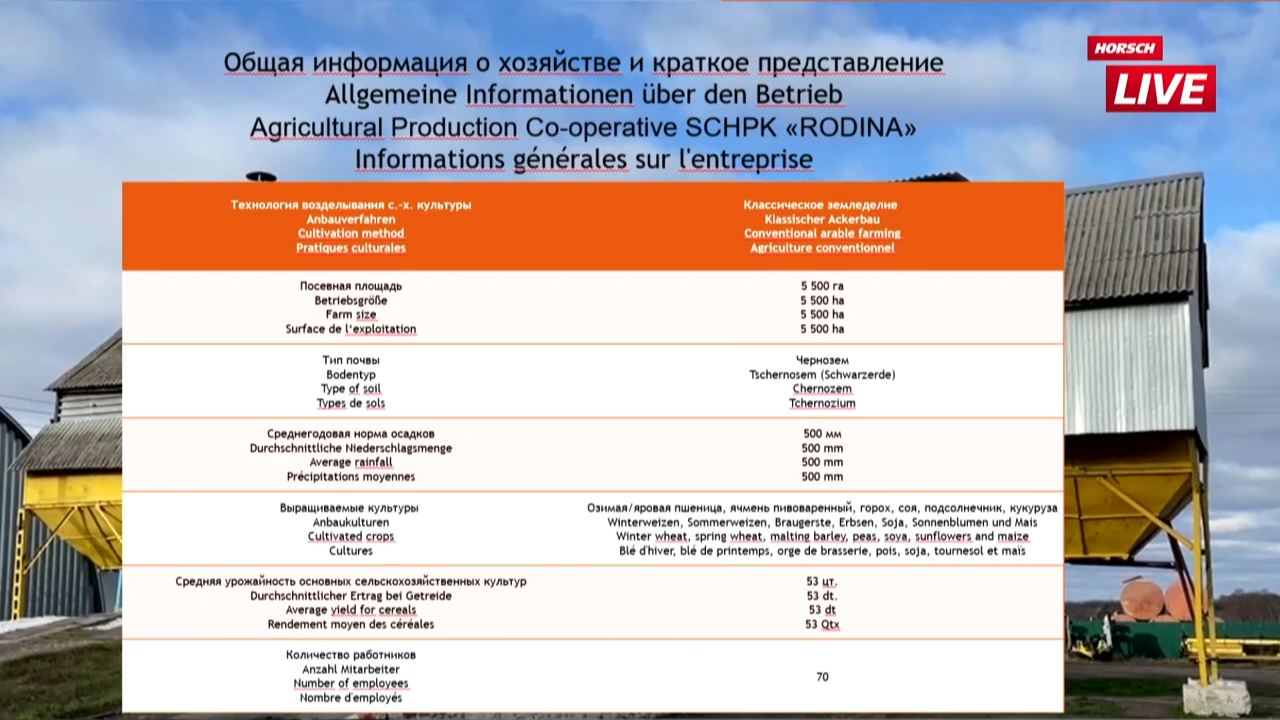 HORSCH
LIVE
Общая информация о хозяйстве и краткое представление
Allgemeine Informationen über den Betrieb
Agricultural Production Co-operative SCHPK «RODINA»
Informations générales sur l'entreprise
Технология возделывания с.-х. культуры
Anbauverfahren
Cultivation method
Pratiques culturales
Классическое земледелие
Klassischer Ackerbau
Conventional arable farming
Agriculture conventionnel
Посевная площадь
Betriebsgröße
Farm size
Surface de l'exploitation
5 500 га
5 500 ha
5 500 ha
5 500 ha
Тип почвы
Bodentyp
Type of soil
Types de sols
Чернозем
Tschernosem (Schwarzerde)
Chernozem
Tchernozium
Среднегодовая норма осадков
Durchschnittliche Niederschlagsmenge
Average rainfall
Précipitations moyennes
500 мм
500 mm
500 mm
500 mm
Выращиваемые культуры
Anbaukulturen
Cultivated crops
Cultures
Озимая/яровая пшеница, ячмень пивоваренный, горох, соя, подсолнечник, кукуруза
Winterweizen, Sommerweizen, Braugerste, Erbsen, Soja, Sonnenblumen und Mais
Winter wheat, spring wheat, malting barley, peas, soya, sunflowers and maize
Blé d'hiver, blé de printemps, orge de brasserie, pois, soja, tournesol et maïs
Средняя урожайность основных сельскохозяйственных культур
Durchschnittlicher Ertrag bei Getreide
Average yield for cereals
Rendement moyen des céréales
53 цт.
53 dt.
53 dt
53 Qtx
Количество работников
Anzahl Mitarbeiter
Number of employees
Nombre d'employés
70